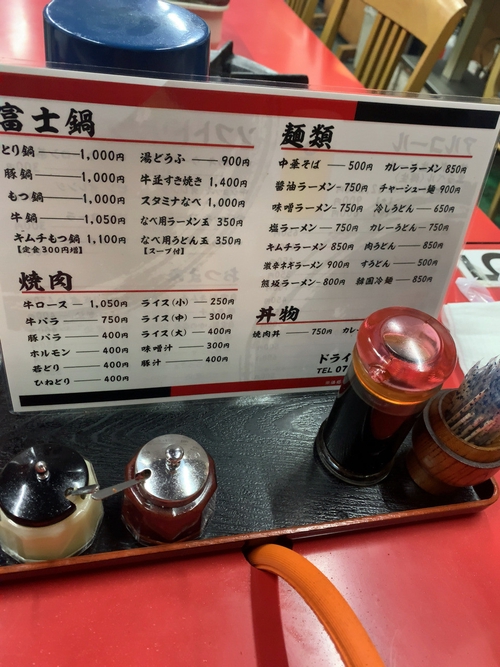 富士鍋
とり鍋 1,000円
豚鍋 1,000円
もつ鍋 1,000円
牛鍋 1,050円
キムチもつ鍋 1,100円
【定食300円増】
湯どうふ 900円
牛並すき焼き 1,400円
スタミナなべ 1,000円
なべ用ラーメン玉 350円
なべ用うどん玉 350円
【スープ付】
焼肉
牛ロース 1,050円
牛バラ 750円
豚バラ 400円
ホルモン 400円
若どり 400円
ひねどり 400円
ライス(小) 250円
ライス(中) 300円
ライス(大) 400円
味噌汁 300円
豚汁 400円
麺類
中華そば 500円
醤油ラーメン 750円
味噌ラーメン 750円
塩ラーメン 750円
キムチラーメン 850円
激辛ネギラーメン 900円
熊坂ラーメン 800円
カレーラーメン 850円
チャーシュー麺 900円
冷しうどん 650円
カレーうどん 750円
肉うどん 850円
すうどん 500円
韓国冷麺 850円
丼物
焼肉丼 750円
カレ
ドライ
TEL 07